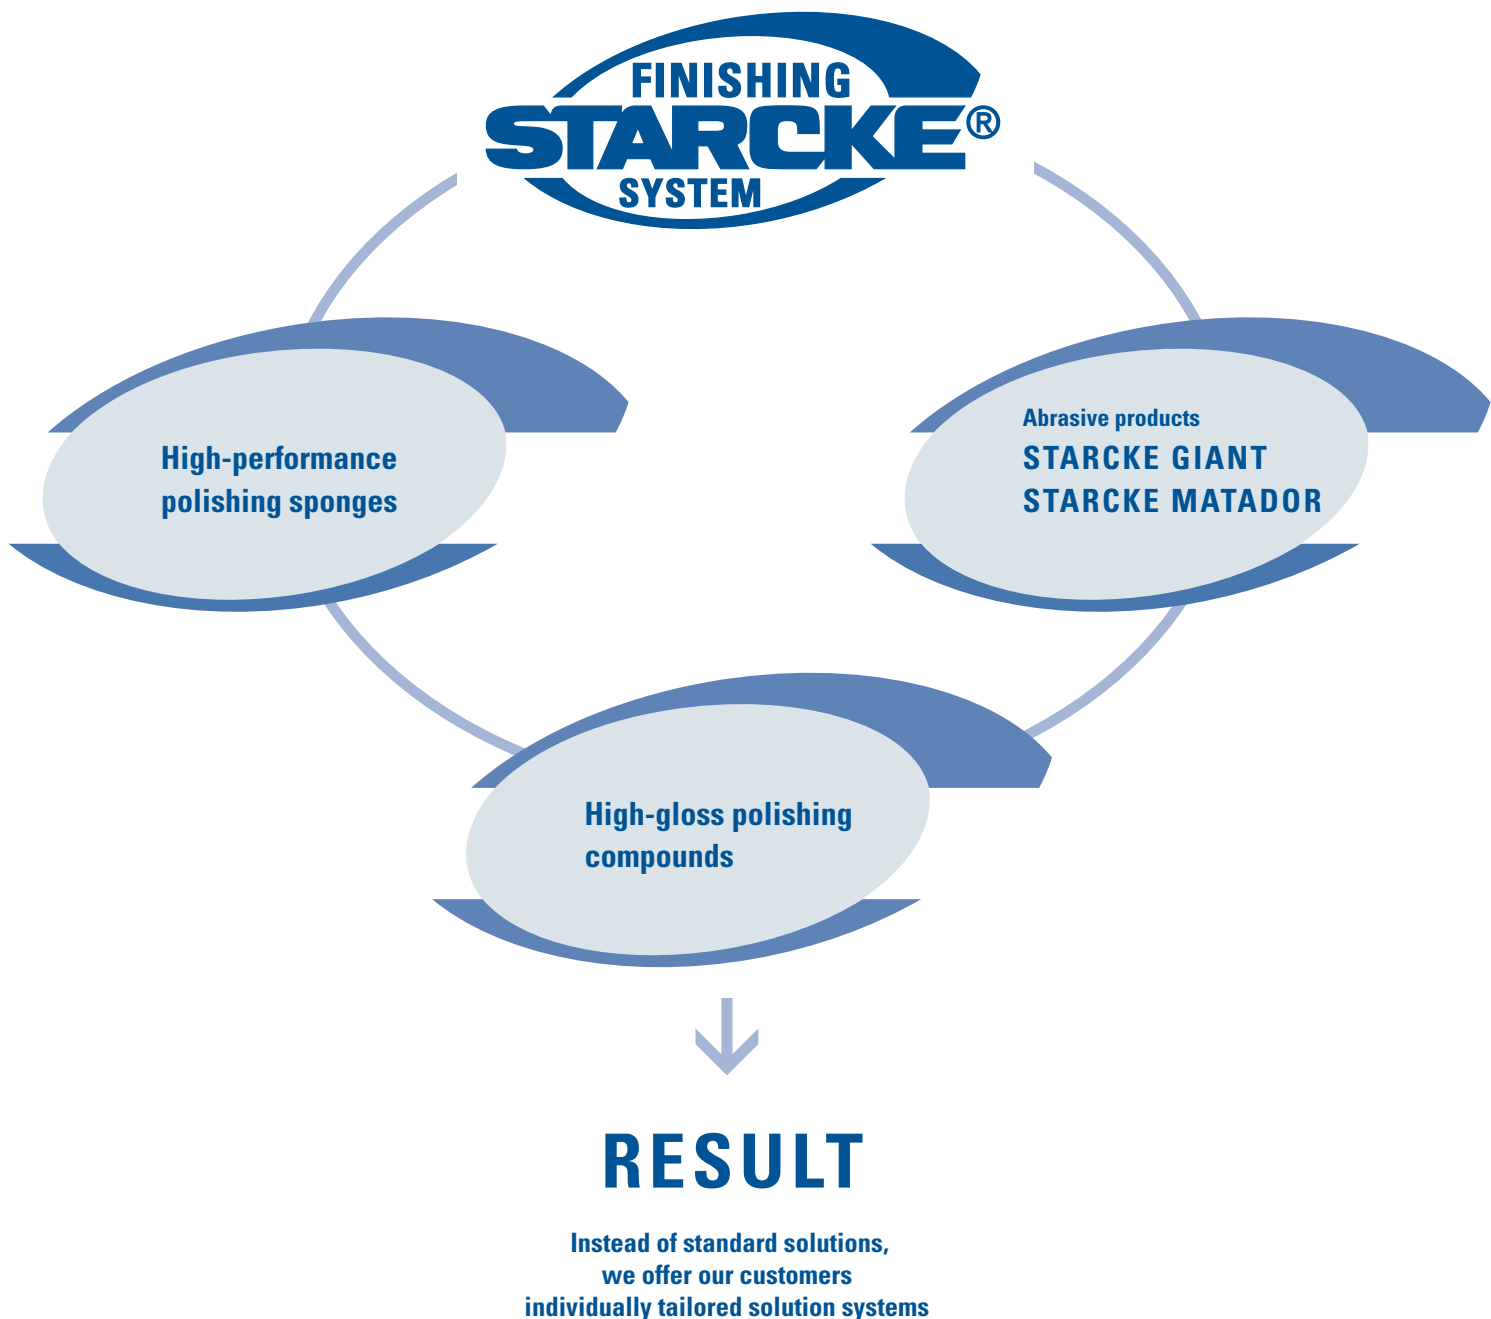 FINISHING
STARCKE®
SYSTEM
High-performance
polishing sponges
Abrasive products
STARCKE GIANT
STARCKE MATADOR
High-gloss polishing
compounds
RESULT
Instead of standard solutions,
we offer our customers
individually tailored solution systems